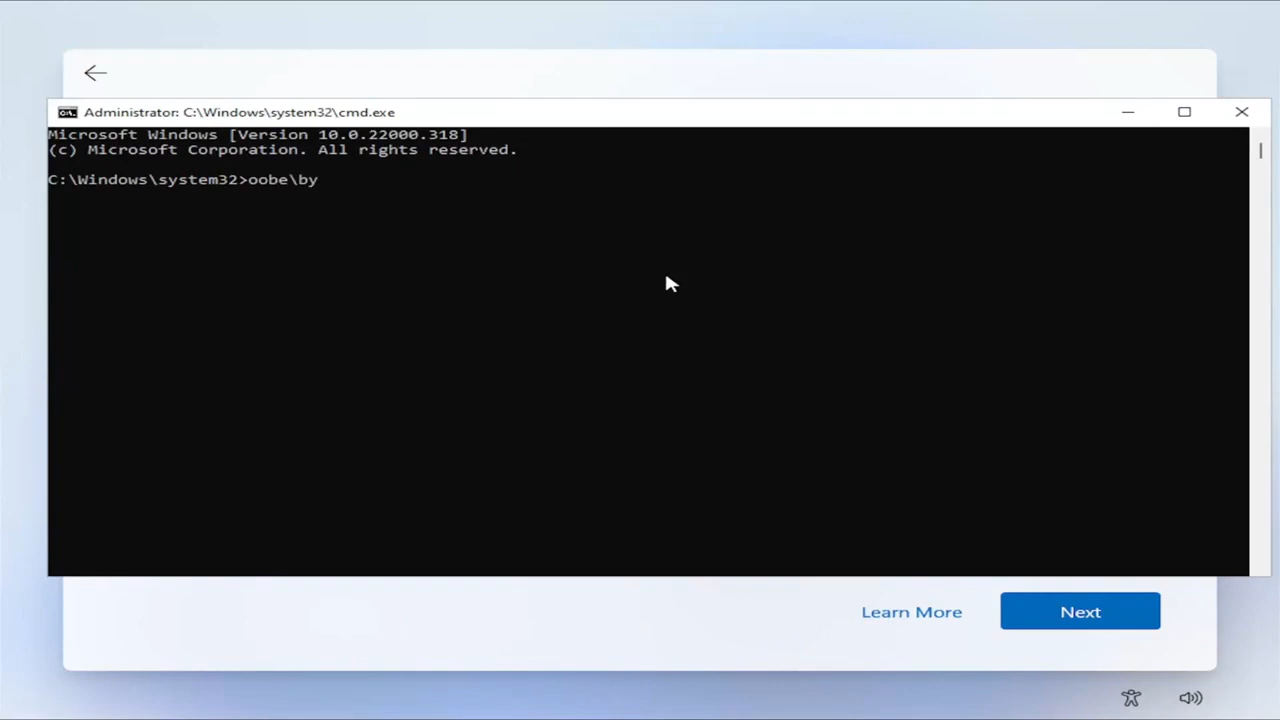 Administrator: C:\Windows\system32\cmd.exe
Microsoft Windows [Version 10.0.22000.318]
(c) Microsoft Corporation. All rights reserved.
C:\Windows\system32>oobe\by
Learn More
Next